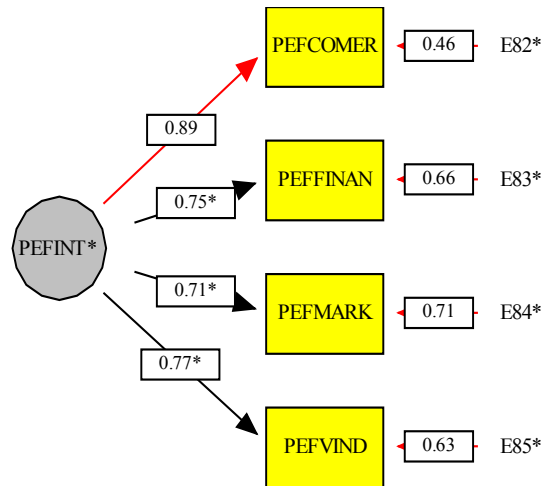 PEFCOMER
0.46
E82*
0.89
PEFFINAN
0.66
E83*
0.75*
PEFINT*
0.71*
PEFMARK
0.71
E84*
0.77*
PEFVIND
0.63
E85*